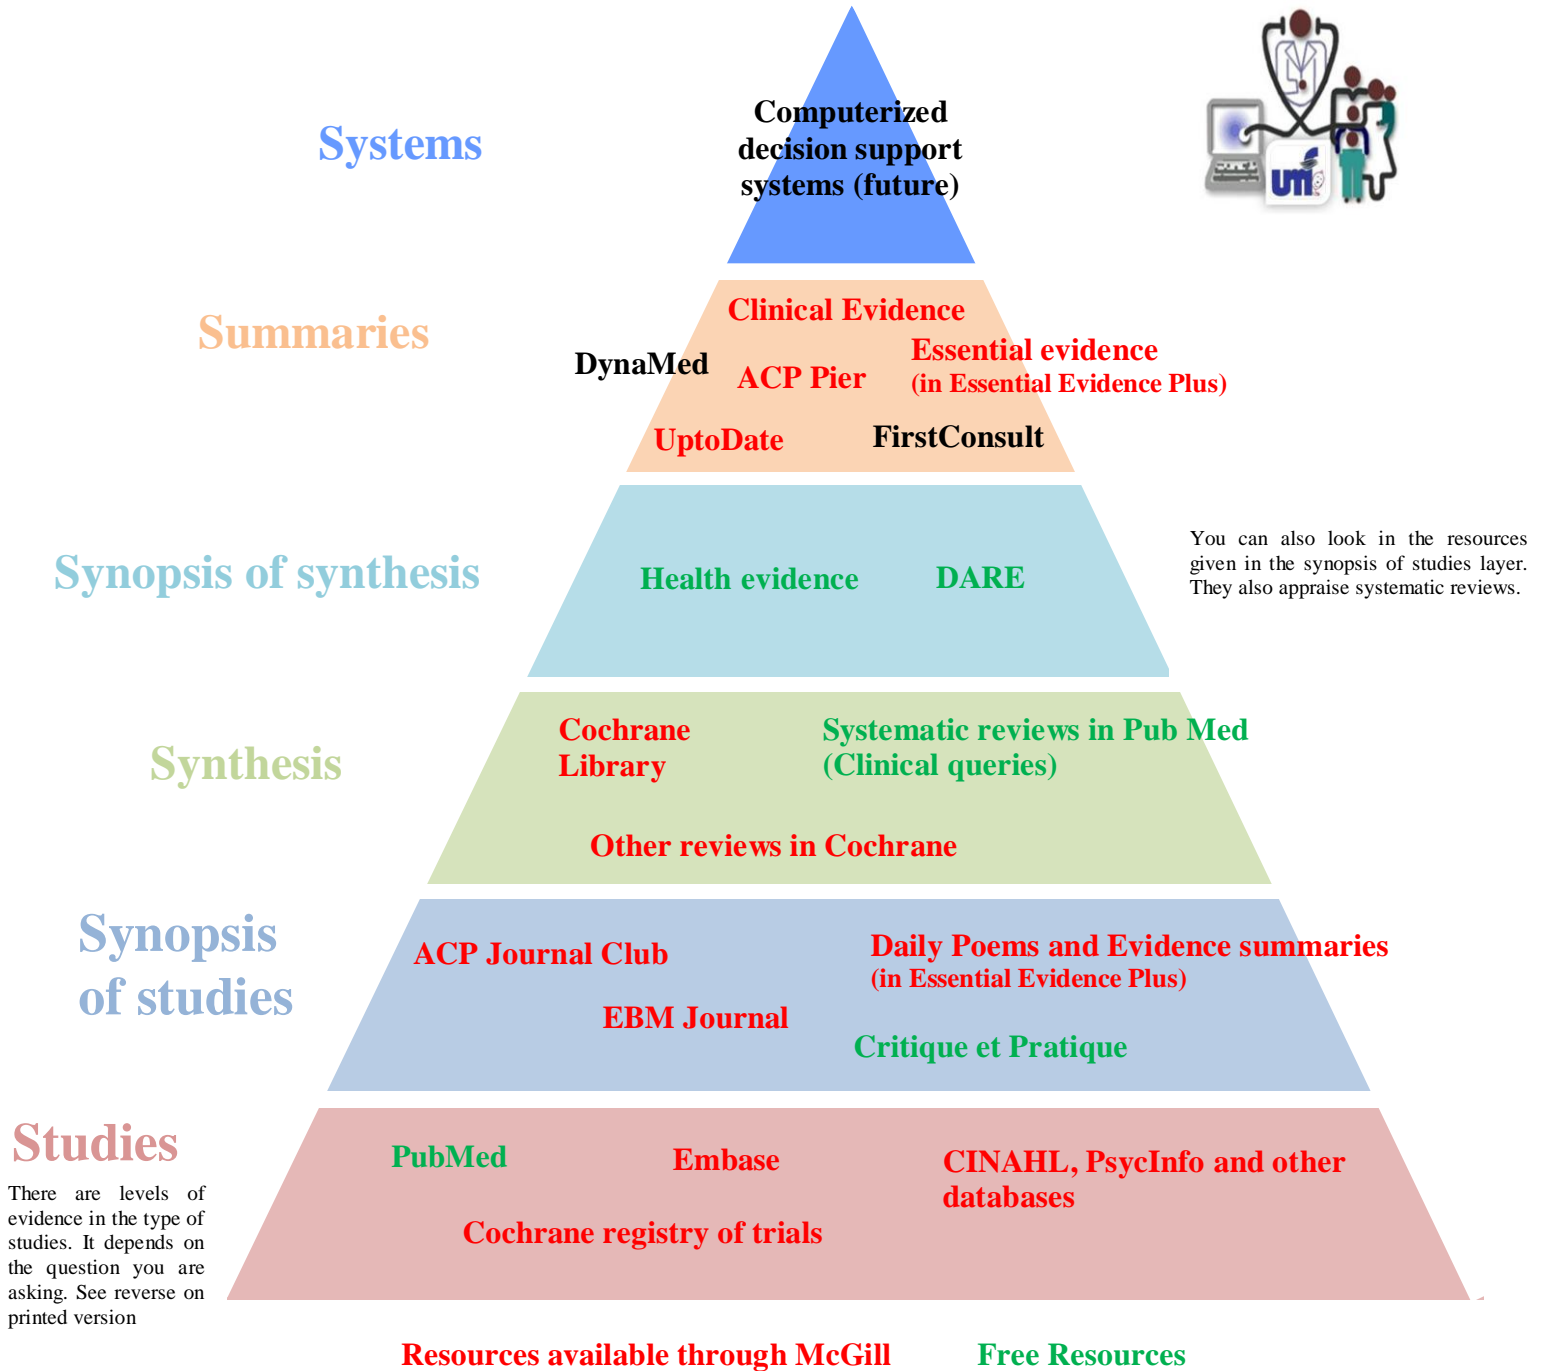 Systems
Computerized
decision support
systems (future)
Summaries
Clinical Evidence
DynaMed
ACP Pier
Essential evidence
(in Essential Evidence Plus)
UptoDate
FirstConsult
Synopsis of synthesis
Health evidence
DARE
You can also look in the resources
given in the synopsis of studies layer.
They also appraise systematic reviews.
Synthesis
Cochrane
Library
Systematic reviews in Pub Med
(Clinical queries)
Other reviews in Cochrane
Synopsis
of studies
ACP Journal Club
Daily Poems and Evidence summaries
(in Essential Evidence Plus)
EBM Journal
Critique et Pratique
Studies
There are levels of
evidence in the type of
studies. It depends on
the question you are
asking. See reverse on
printed version
PubMed
Embase
CINAHL, PsycInfo and other
databases
Cochrane registry of trials
Resources available through McGill
Free Resources